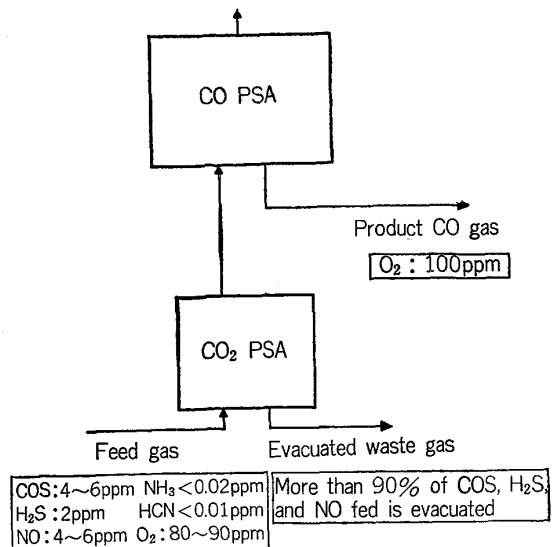 CO PSA
Product CO gas
O₂ : 100ppm
CO₂ PSA
Feed gas
Evacuated waste gas
COS:4~6ppm NH₃<0.02ppm
H₂S:2ppm HCN<0.01ppm
NO:4~6ppm O₂:80~90ppm
More than 90% of COS, H₂S,
and NO fed is evacuated